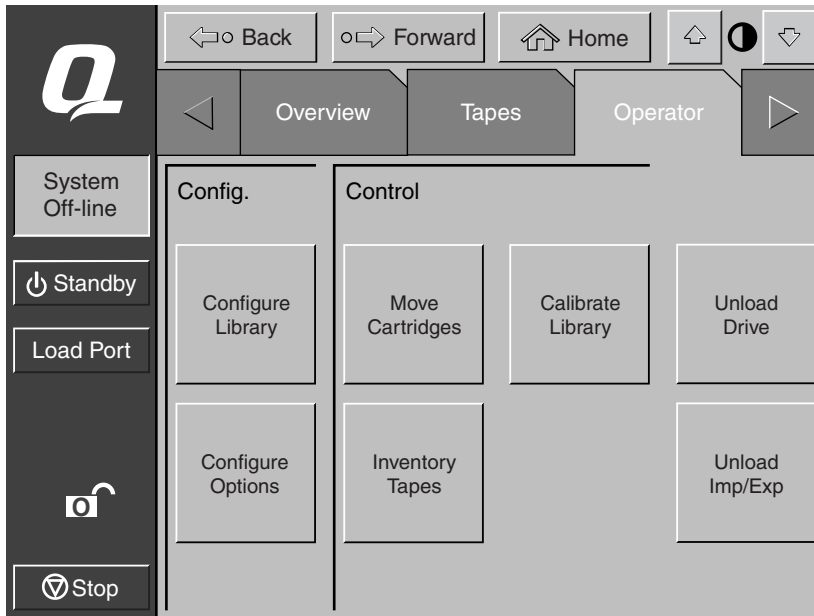 Back
Forward
Home
Overview
Tapes
Operator
System
Off-line
Standby
Load Port
Stop
Config.
Control
Configure
Library
Move
Cartridges
Calibrate
Library
Unload
Drive
Configure
Options
Inventory
Tapes
Unload
Imp/Exp